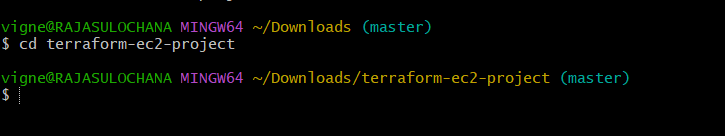 vigne@RAJASULOCHANA MINGW64 ~/Downloads (master)
$ cd terraform-ec2-project
vigne@RAJASULOCHANA MINGW64 ~/Downloads/terraform-ec2-project (master)
$